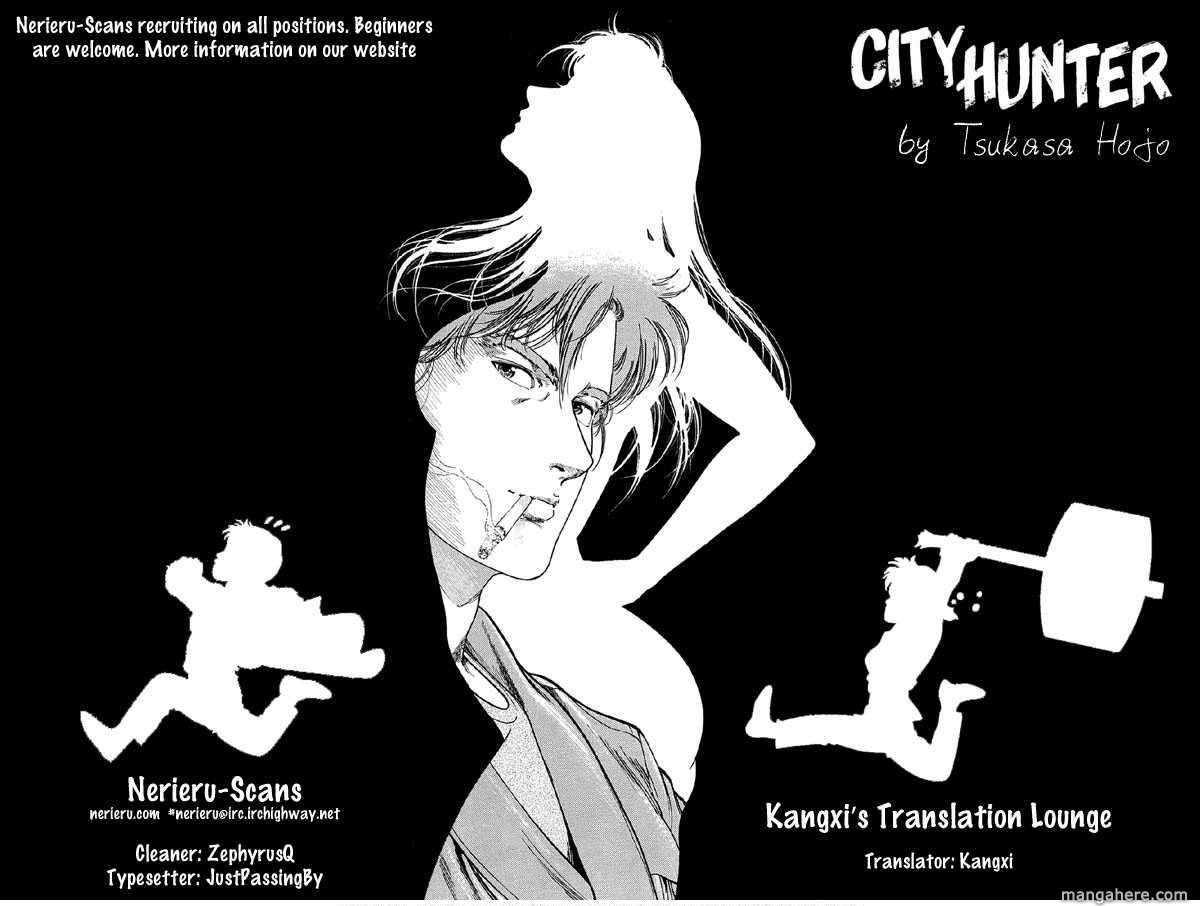 Nerieru-Scans recruiting on all positions. Beginners
are welcome. More information on our website
CITY HUNTER
by Tsukasa Hojo
Nerieru-Scans
nerieru.com *nerieru@irc.irchighway.net
Cleaner: ZephyrusQ
Typesetter: JustPassingBy
Kangxi's Translation Lounge
Translator: Kangxi
mangahere.com